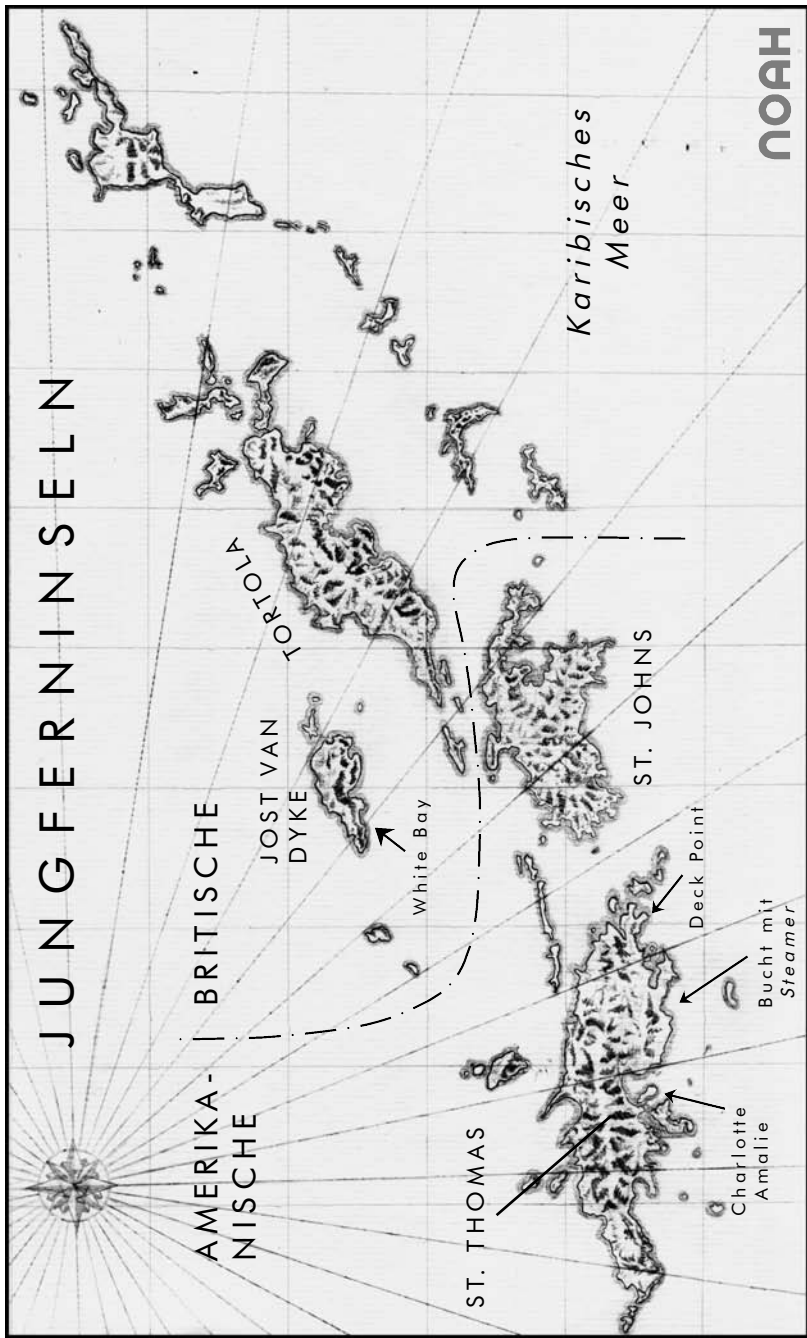 JUNGFERNINSELN
AMERIKA-
NISCHE
BRITISCHE
JOST VAN
DYKE
TORTOLA
White Bay
ST. THOMAS
ST. JOHNS
Karibisches
Meer
Deck Point
Bucht mit
Steamer
Charlotte
Amalie
NOAH